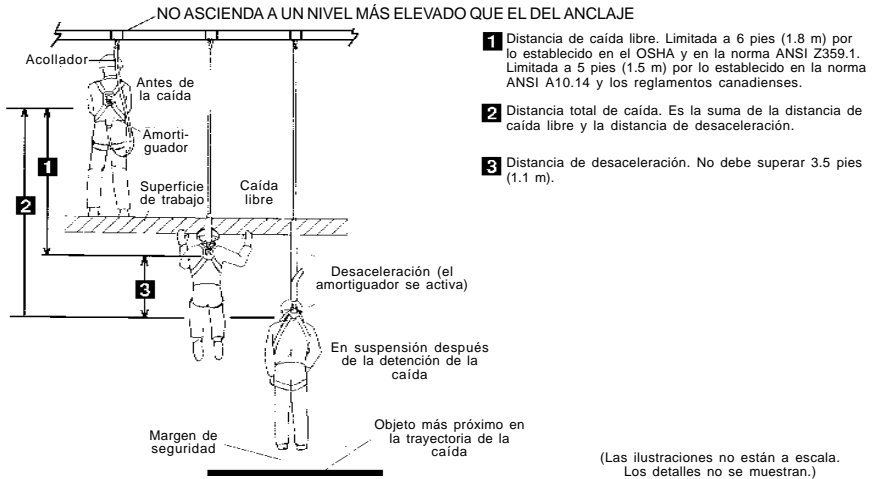 NO ASCIENDA A UN NIVEL MÁS ELEVADO QUE EL DEL ANCLAJE
Acollador
Antes de
la caída
Amorti-
guador
Superficie
de trabajo
Caída
libre
1
2
3
Desaceleración (el
amortiguador se activa)
En suspensión después
de la detención de la
caída
Margen de
seguridad
Objeto más próximo en
la trayectoria de la
caída
1 Distancia de caída libre. Limitada a 6 pies (1.8 m) por
lo establecido en el OSHA y en la norma ANSI Z359.1.
Limitada a 5 pies (1.5 m) por lo establecido en la norma
ANSI A10.14 y los reglamentos canadienses.
2 Distancia total de caída. Es la suma de la distancia de
caída libre y la distancia de desaceleración.
3 Distancia de desaceleración. No debe superar 3.5 pies
(1.1 m).
(Las ilustraciones no están a escala.
Los detalles no se muestran.)